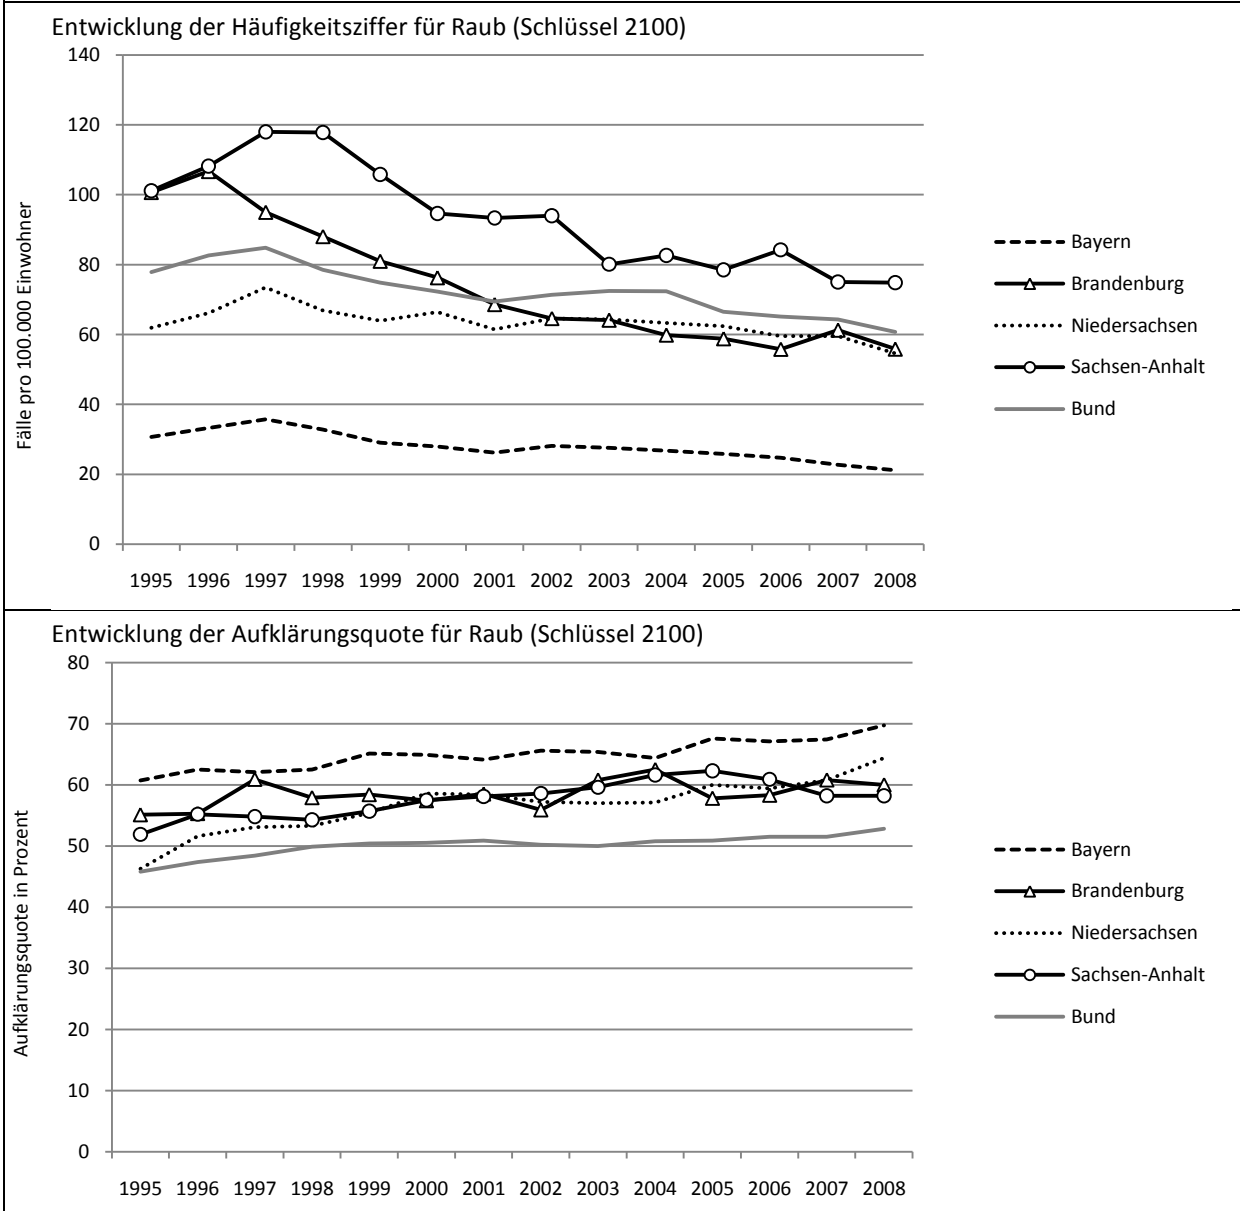 Entwicklung der Häufigkeitsziffer für Raub (Schlüssel 2100)
Fälle pro 100.000 Einwohner
140
120
100
80
60
40
20
0
1995 1996 1997 1998 1999 2000 2001 2002 2003 2004 2005 2006 2007 2008
Bayern
Brandenburg
Niedersachsen
Sachsen-Anhalt
Bund
Entwicklung der Aufklärungsquote für Raub (Schlüssel 2100)
Aufklärungsquote in Prozent
80
70
60
50
40
30
20
10
0
1995 1996 1997 1998 1999 2000 2001 2002 2003 2004 2005 2006 2007 2008
Bayern
Brandenburg
Niedersachsen
Sachsen-Anhalt
Bund